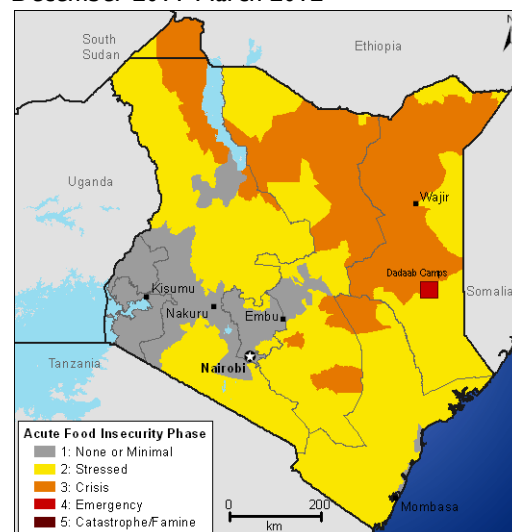 South
Sudan
Ethiopia
N
Uganda
Wajir
Dadaab Camps
Somalia
Kisumu
Nakuru
Embu
Nairobi
Tanzania
Mombasa
Acute Food Insecurity Phase
1: None or Minimal
2: Stressed
3: Crisis
4: Emergency
5: Catastrophe/Famine
0 200
km